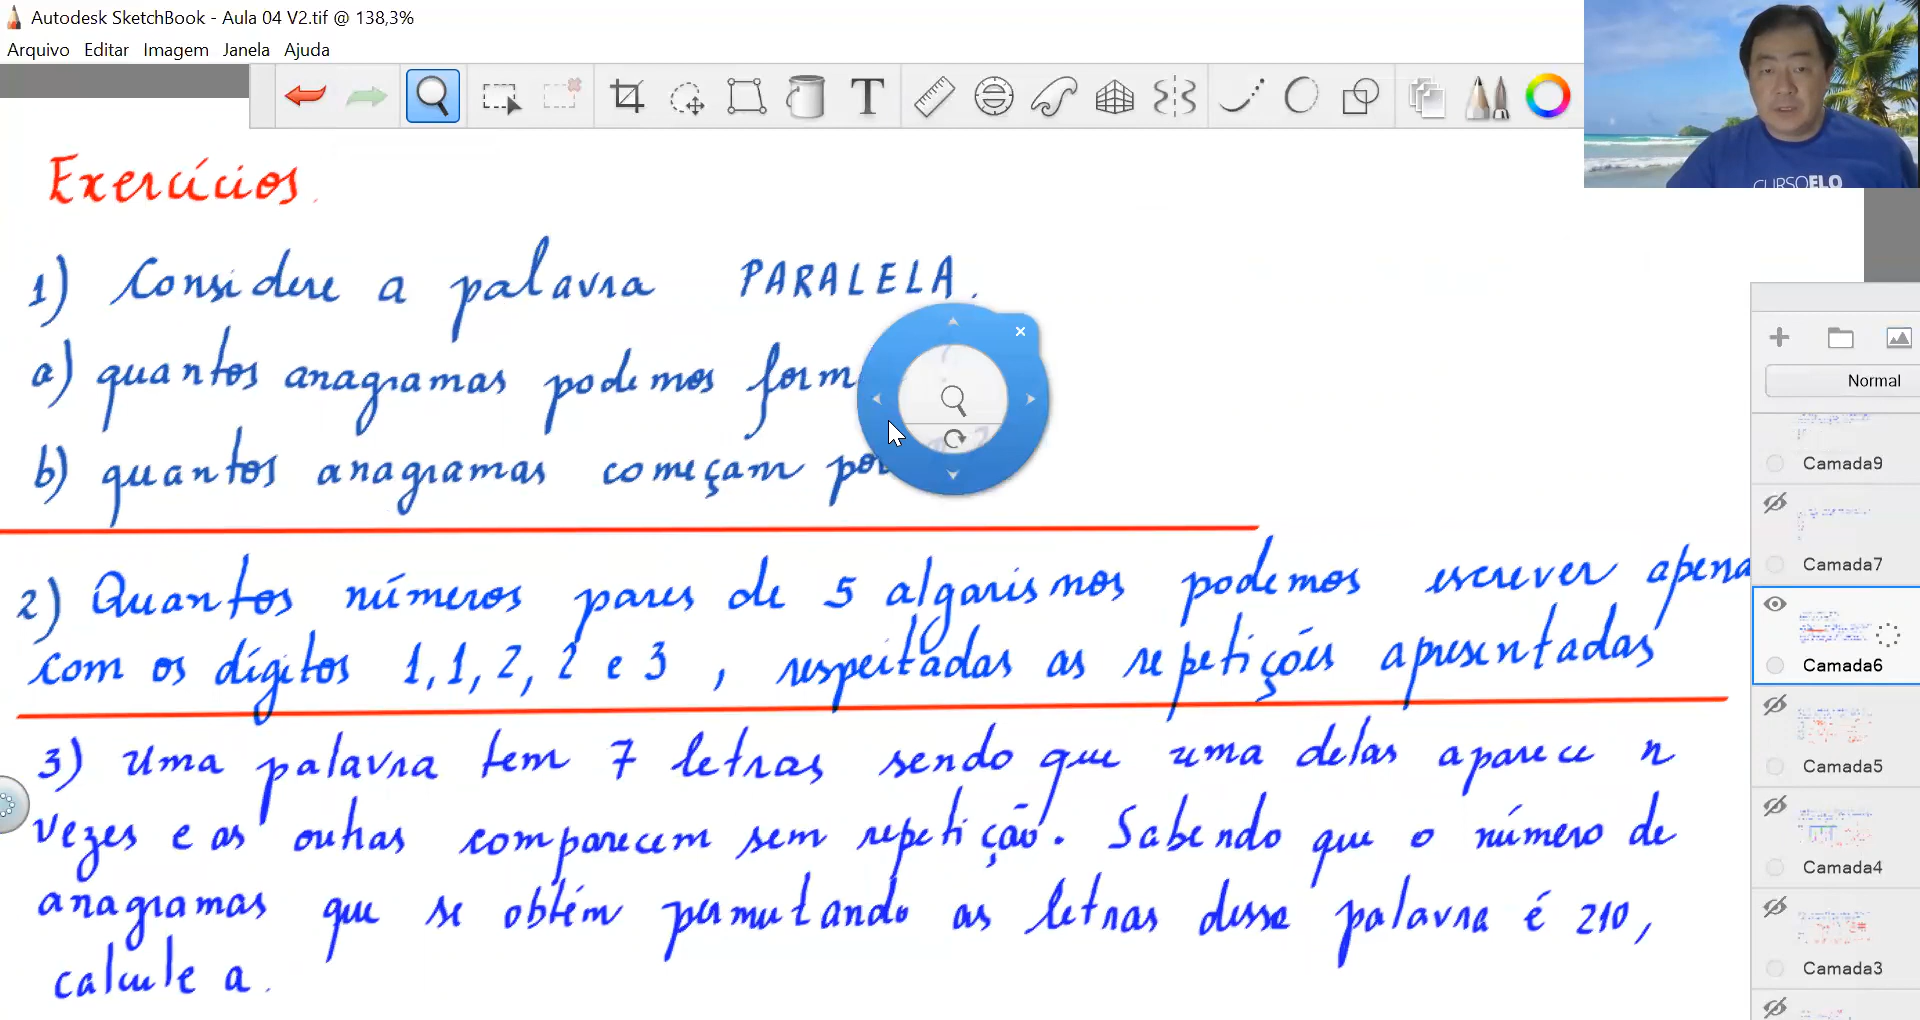 Autodesk SketchBook - Aula 04 V2.tif @ 138,3%
Arquivo Editar Imagem Janela Ajuda
CURSOELO
Exercícios.
1) Considere a palavra PARALELA.
a) quantos anagramas podemos form
b) quantos anagramas começam por
2) Quantos números pares de 5 algarismos podemos escrever apena
com os dígitos 1, 1, 2, 2 e 3, respeitadas as repetições apresentadas
3) Uma palavra tem 7 letras sendo que uma delas aparece n
vezes e as outras comparecem sem repetição. Sabendo que o número de
anagramas que se obtém permutando as letras desse palavra é 210,
calcule n.
Normal
Camada9
Camada7
Camada6
Camada5
Camada4
Camada3